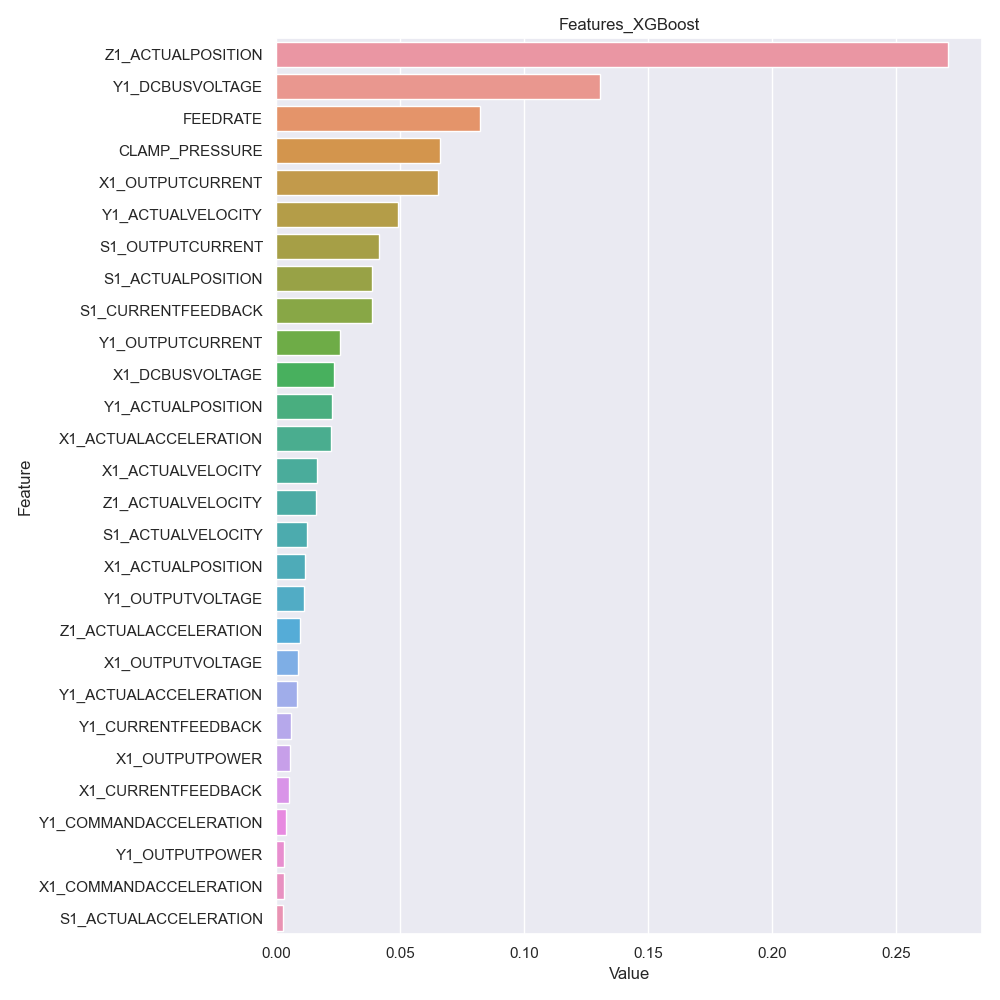 Features_XGBoost
Z1_ACTUALPOSITION
Y1_DCBUSVOLTAGE
FEEDRATE
CLAMP_PRESSURE
X1_OUTPUTCURRENT
Y1_ACTUALVELOCITY
S1_OUTPUTCURRENT
S1_ACTUALPOSITION
S1_CURRENTFEEDBACK
Y1_OUTPUTCURRENT
X1_DCBUSVOLTAGE
Y1_ACTUALPOSITION
X1_ACTUALACCELERATION
X1_ACTUALVELOCITY
Z1_ACTUALVELOCITY
S1_ACTUALVELOCITY
X1_ACTUALPOSITION
Y1_OUTPUTVOLTAGE
Z1_ACTUALACCELERATION
X1_OUTPUTVOLTAGE
Y1_ACTUALACCELERATION
Y1_CURRENTFEEDBACK
X1_OUTPUTPOWER
X1_CURRENTFEEDBACK
Y1_COMMANDACCELERATION
Y1_OUTPUTPOWER
X1_COMMANDACCELERATION
S1_ACTUALACCELERATION
Feature
0.00 0.05 0.10 0.15 0.20 0.25
Value